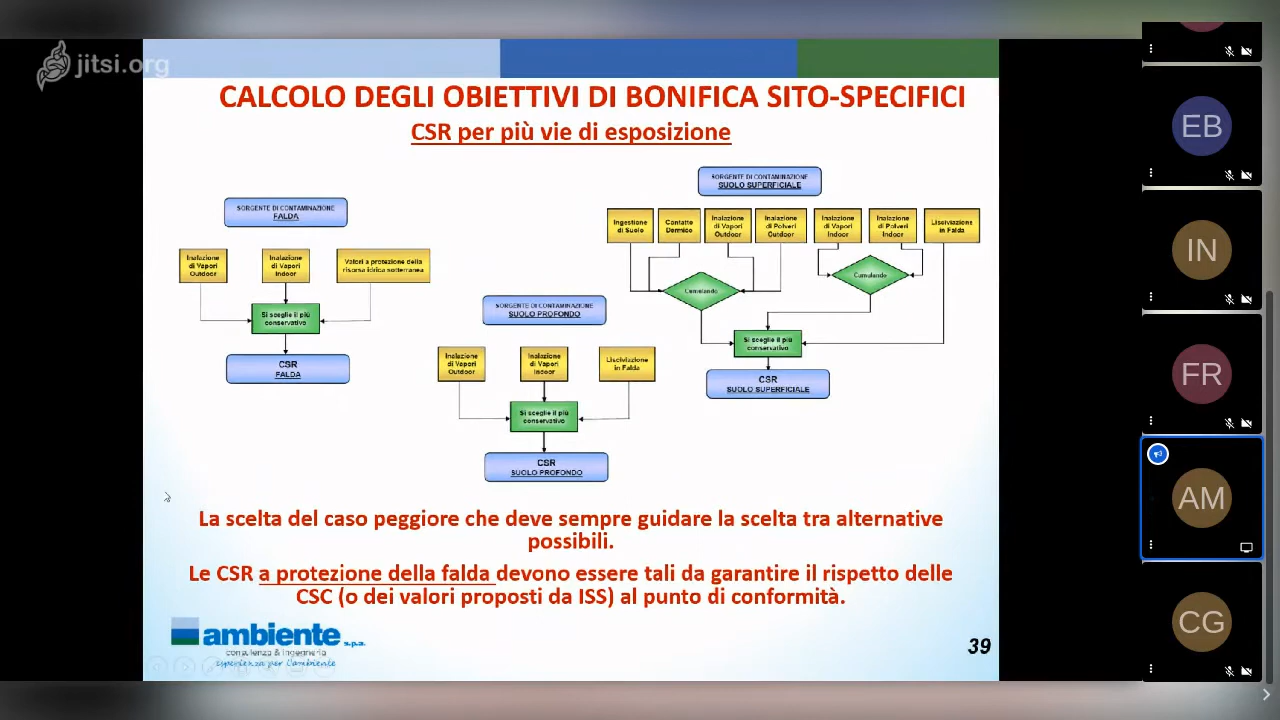 jitsi.org
CALCOLO DEGLI OBIETTIVI DI BONIFICA SITO-SPECIFICI
CSR per più vie di esposizione
SORGENTE DI CONTAMINAZIONE
FALDA
Inalazione
di Vapori
Outdoor
Inalazione
di Vapori
Indoor
Valori a protezione della
risorsa idrica sotterranea
Si sceglie il più
conservativo
CSR
FALDA
SORGENTE DI CONTAMINAZIONE
SUOLO PROFONDO
Inalazione
di Vapori
Outdoor
Inalazione
di Vapori
Indoor
Lisciviazione
in Falda
Si sceglie il più
conservativo
CSR
SUOLO PROFONDO
SORGENTE DI CONTAMINAZIONE
SUOLO SUPERFICIALE
Ingestione
di Suolo
Contatto
Dermico
Inalazione
di Vapori
Outdoor
Inalazione
di Polveri
Outdoor
Inalazione
di Vapori
Indoor
Inalazione
di Polveri
Indoor
Lisciviazione
in Falda
Cumulando
Cumulando
Si sceglie il più
conservativo
CSR
SUOLO SUPERFICIALE
La scelta del caso peggiore che deve sempre guidare la scelta tra alternative
possibili.
Le CSR a protezione della falda devono essere tali da garantire il rispetto delle
CSC (o dei valori proposti da ISS) al punto di conformità.
ambiente s.p.a.
consulenza & ingegneria
esperienza per l'ambiente
39
EB
IN
FR
AM
CG